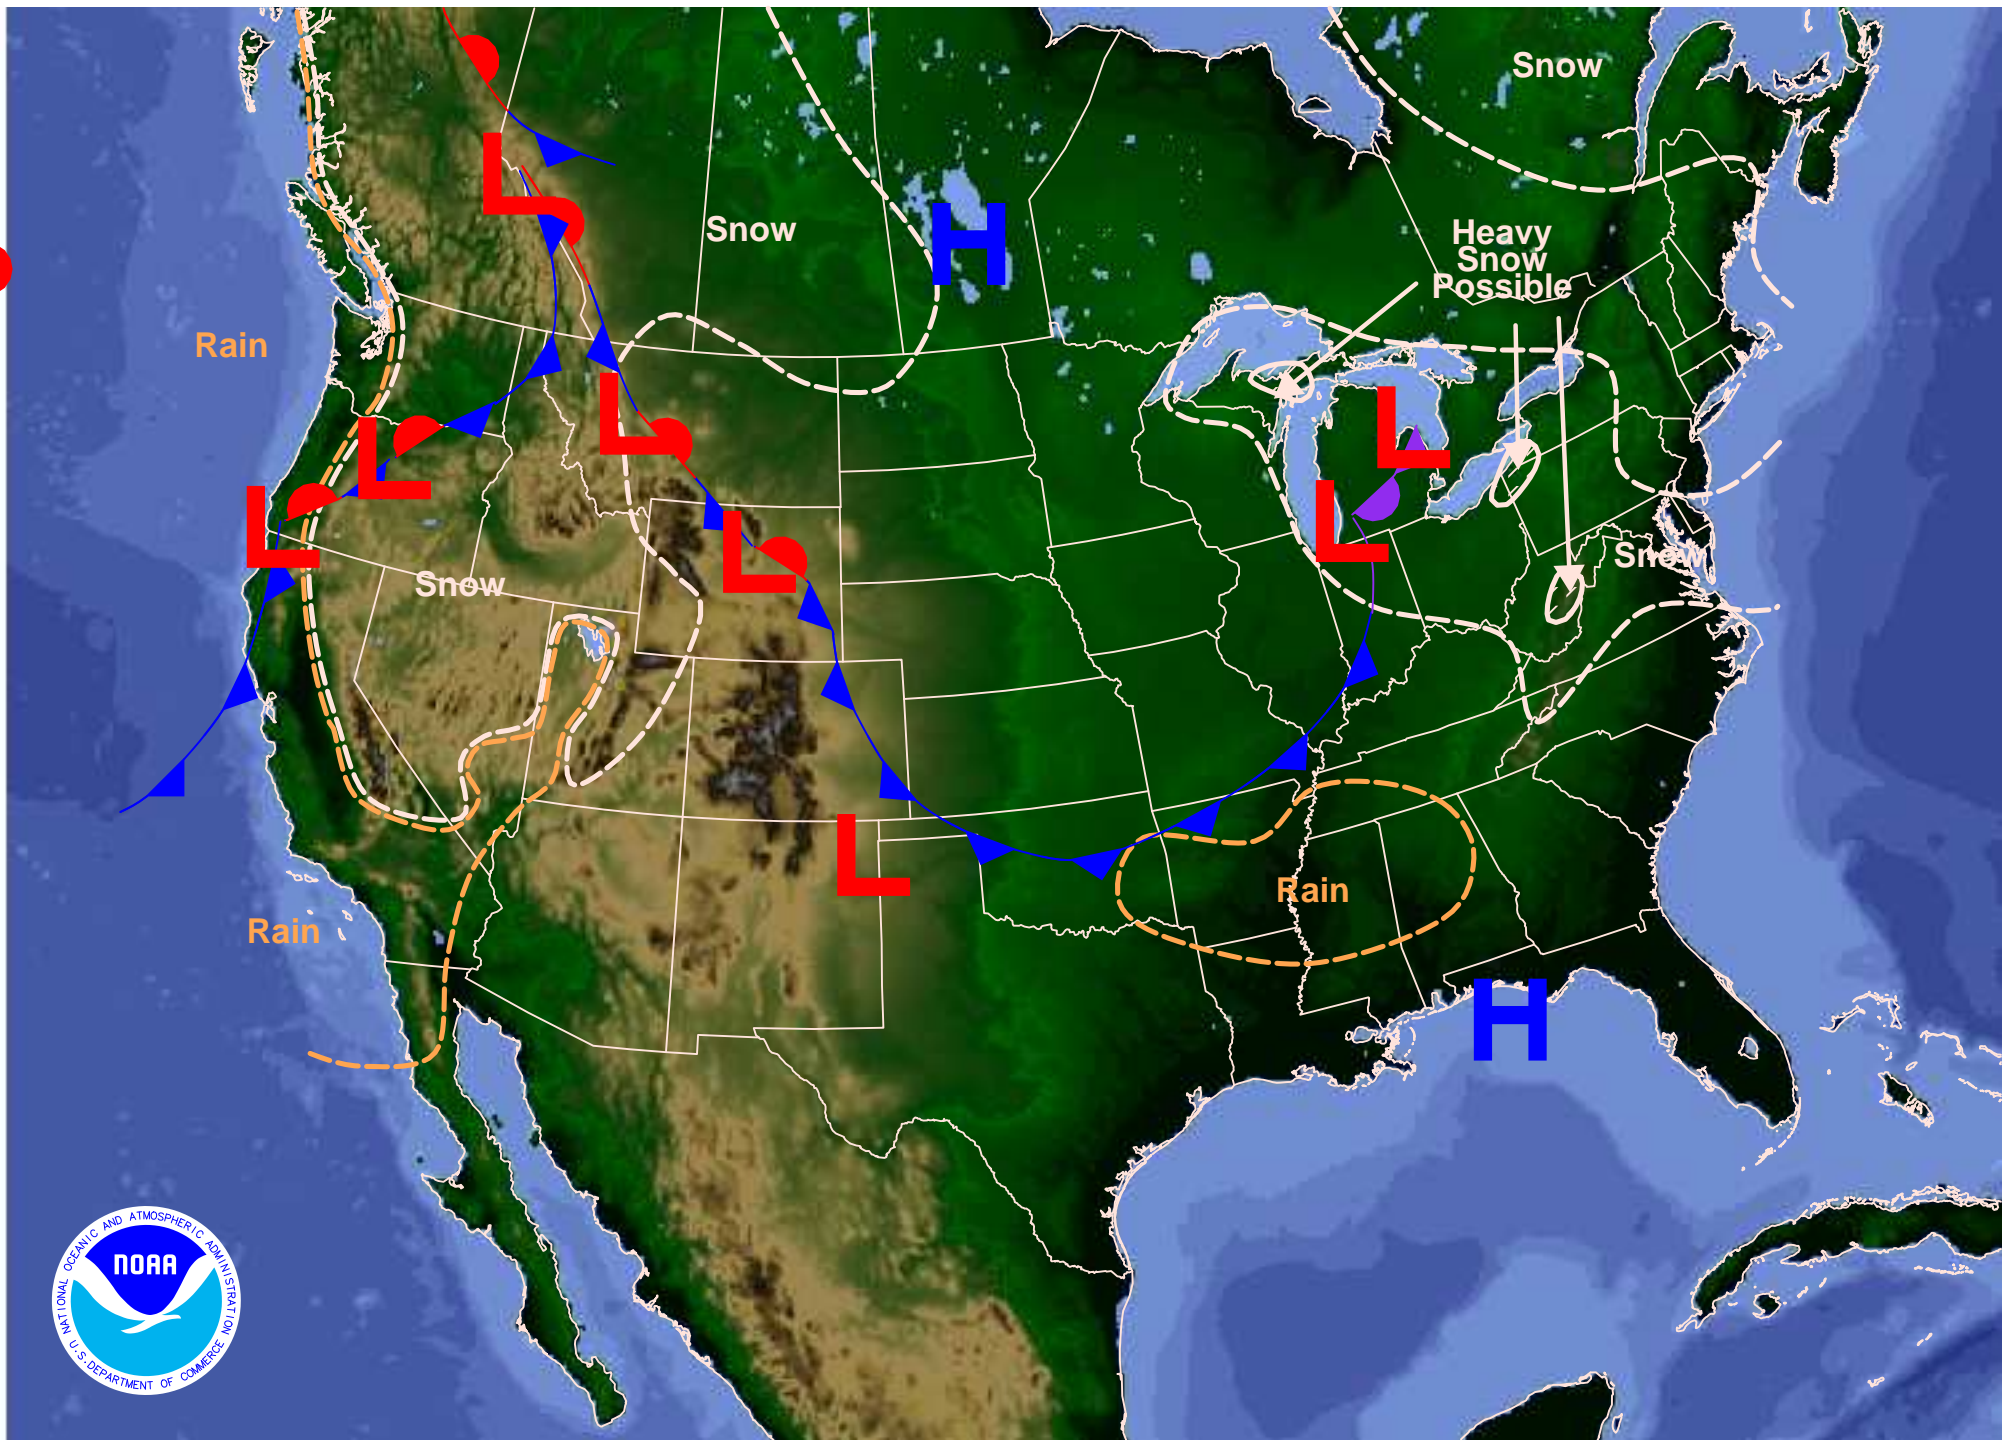 Snow
Heavy
Snow
Possible
Snow
Rain
Snow
Snow
Rain
Rain
H
H
L
L
L
L
L
L
L
L
NATIONAL OCEANIC AND ATMOSPHERIC ADMINISTRATION
NOAA
U.S. DEPARTMENT OF COMMERCE